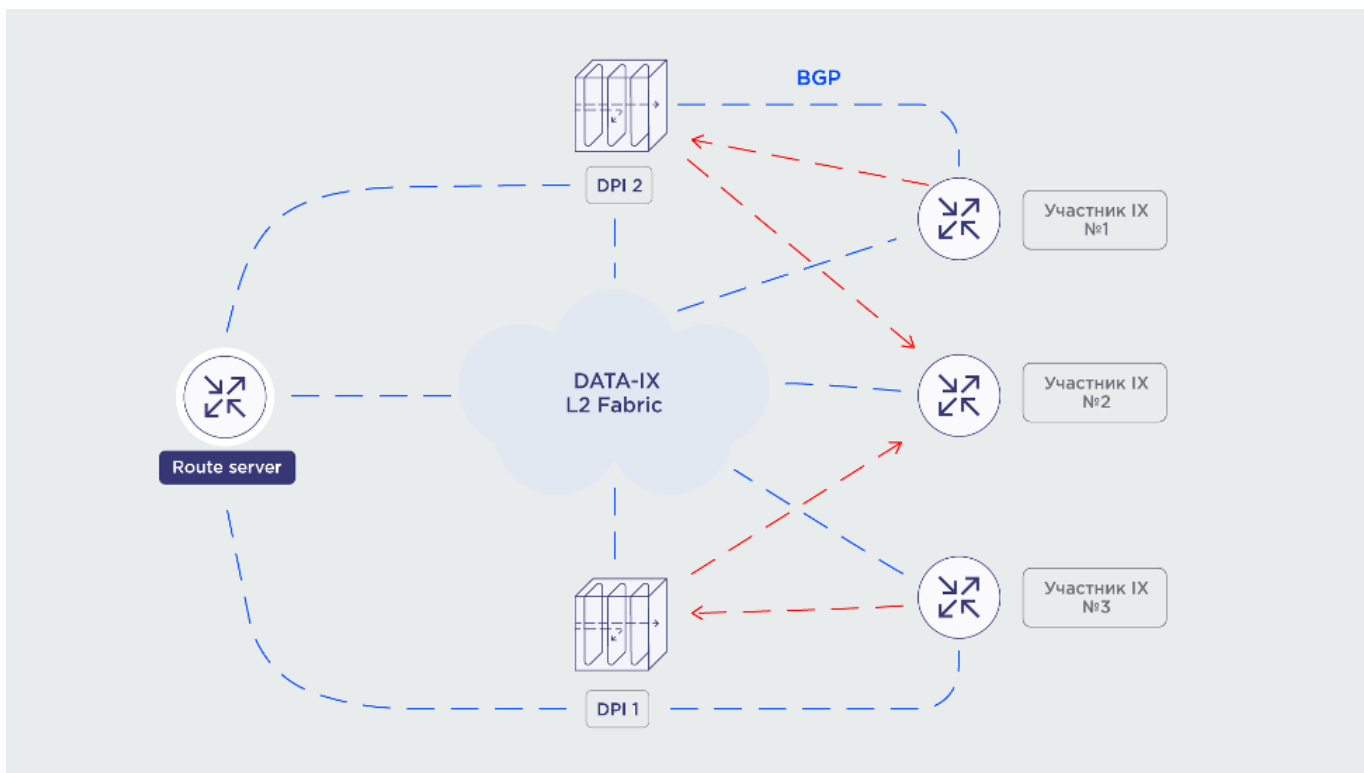 BGP
DPI 2
Участник IX
№1
DATA-IX
L2 Fabric
Участник IX
№2
Route server
Участник IX
№3
DPI 1